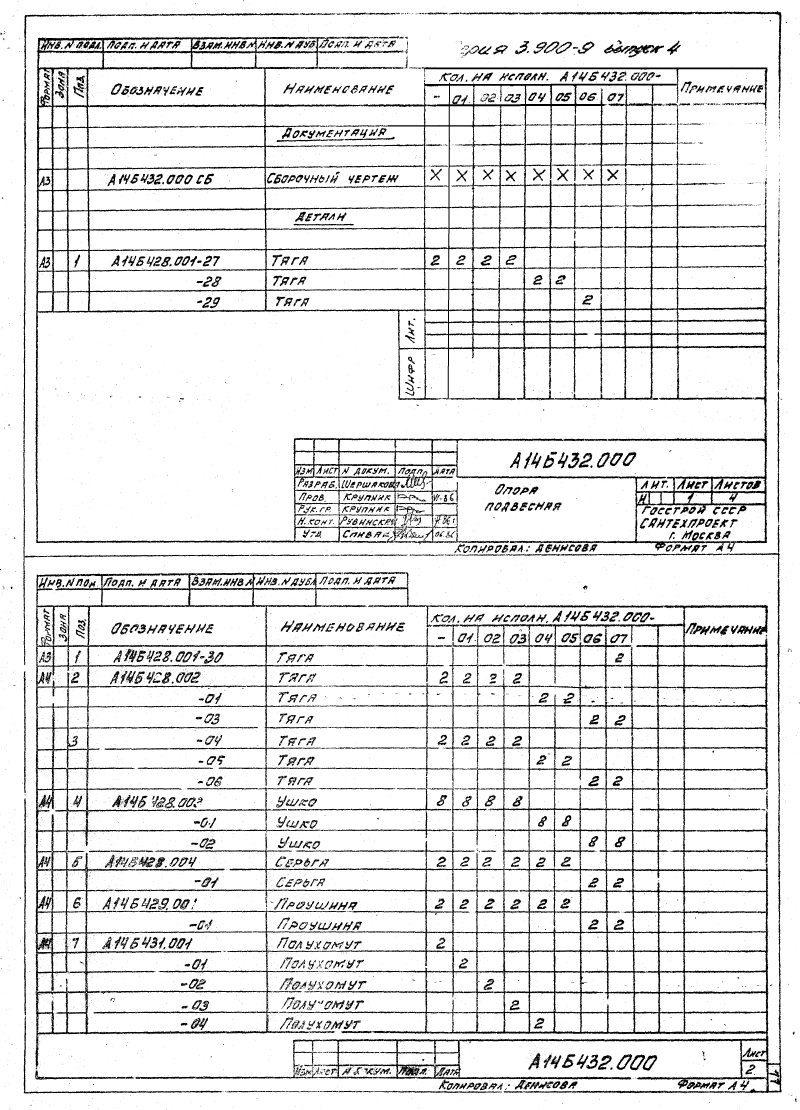 Инв. N подл. Подп. и дата Взам. инв. N Инв. N дуб. Подп. и дата
3.900-9 выпуск 4
Формат Зона Поз. Обозначение Наименование Кол. на исполн. А14Б432.000- Примечание
- 01 02 03 04 05 06 07
Документация
А3 А14Б432.000 СБ Сборочный чертеж X X X X X X X X
Детали
А3 1 А14Б428.001-27 Тяга 2 2 2 2
-28 Тяга 2 2
-29 Тяга 2
Лит.
Шифр
А14Б432.000
Изм Лист N докум. Подп. Дата
Разраб. Шершакова
Пров. Крупник VI-86
Рук. гр. Крупник
Н. конт. Рувинская
Утв.
Опора подвесная
Лит. Лист Листов
И 1 4
Госстрой СССР
Сантехпроект
г. Москва
Копировал: Денисова Формат А4
Инв. N под. Подп. и дата Взам. инв. N Инв. N дубл. Подп. и дата
Формат Зона Поз. Обозначение Наименование Кол. на исполн. А14Б432.000- Примечание
- 01 02 03 04 05 06 07
А3 1 А14Б428.001-30 Тяга 2
А4 2 А14Б428.002 Тяга 2 2 2 2
-01 Тяга 2 2
-03 Тяга 2 2
3 -04 Тяга 2 2 2 2
-05 Тяга 2 2
-06 Тяга 2 2
А4 4 А14Б428.003 Ушко 8 8 8 8
-01 Ушко 8 8
-02 Ушко 8 8
А4 5 А14Б428.004 Серьга 2 2 2 2 2 2
-01 Серьга 2 2
А4 6 А14Б429.001 Проушина 2 2 2 2 2 2
-01 Проушина 2 2
А4 7 А14Б431.001 Полухомут 2
-01 Полухомут 2
-02 Полухомут 2
-03 Полухомут 2
-04 Полухомут 2
Изм Лист N докум. Подп. Дата
А14Б432.000
Лист
2
Копировал: Денисова Формат А4